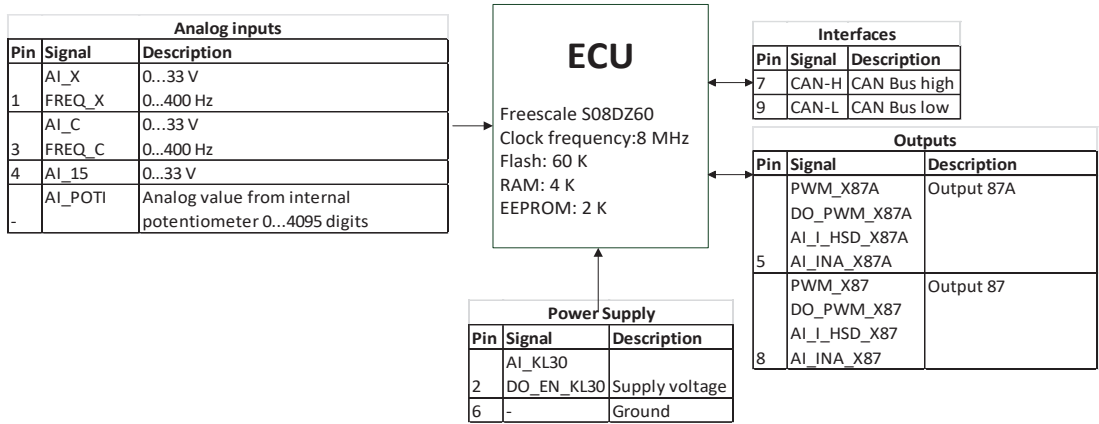 Analog inputs
Pin Signal Description
AI_X 0...33 V
1 FREQ_X 0...400 Hz
AI_C 0...33 V
3 FREQ_C 0...400 Hz
4 AI_15 0...33 V
AI_POTI Analog value from internal
- potentiometer 0...4095 digits
ECU
Freescale S08DZ60
Clock frequency:8 MHz
Flash: 60 K
RAM: 4 K
EEPROM: 2 K
Interfaces
Pin Signal Description
7 CAN-H CAN Bus high
9 CAN-L CAN Bus low
Outputs
Pin Signal Description
PWM_X87A Output 87A
DO_PWM_X87A
AI_I_HSD_X87A
5 AI_INA_X87A
PWM_X87 Output 87
DO_PWM_X87
AI_I_HSD_X87
8 AI_INA_X87
Power Supply
Pin Signal Description
AI_KL30
2 DO_EN_KL30 Supply voltage
6 - Ground